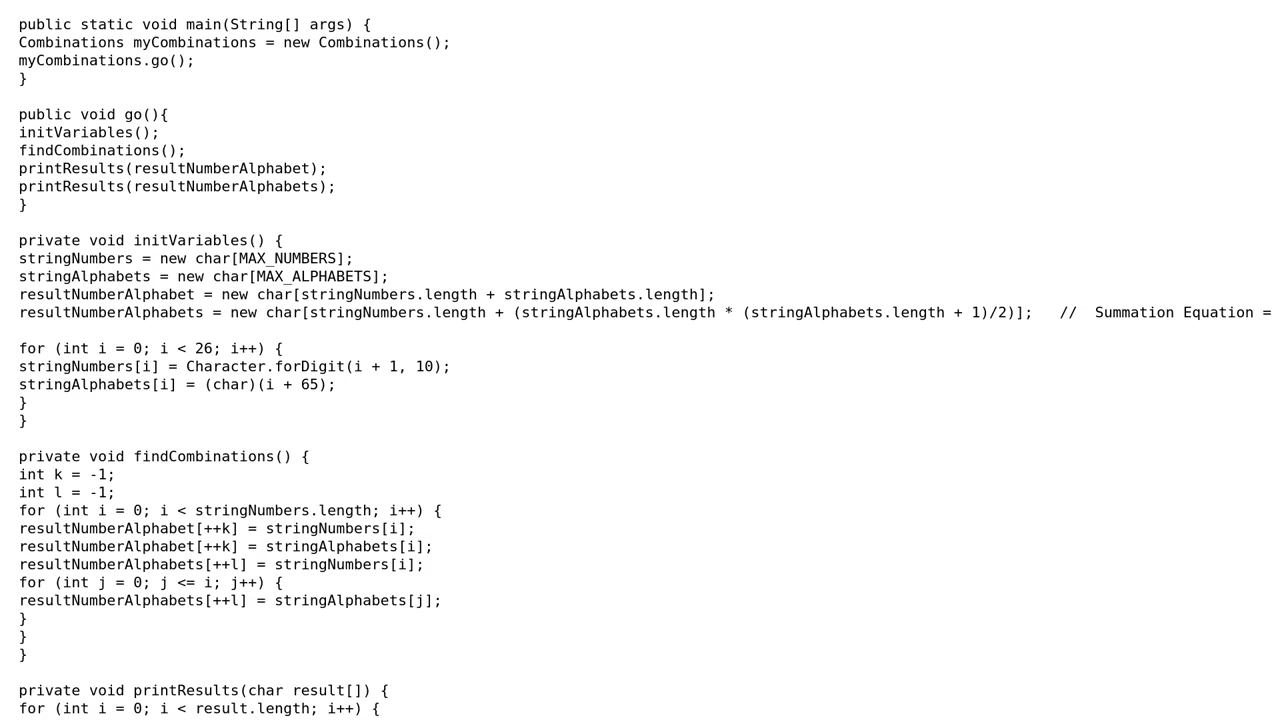 public static void main(String[] args) {
Combinations myCombinations = new Combinations();
myCombinations.go();
}
public void go(){
initVariables();
findCombinations();
printResults(resultNumberAlphabet);
printResults(resultNumberAlphabets);
}
private void initVariables() {
stringNumbers = new char[MAX_NUMBERS];
stringAlphabets = new char[MAX_ALPHABETS];
resultNumberAlphabet = new char[stringNumbers.length + stringAlphabets.length];
resultNumberAlphabets = new char[stringNumbers.length + (stringAlphabets.length * (stringAlphabets.length + 1)/2)];   //  Summation Equation =
for (int i = 0; i < 26; i++) {
stringNumbers[i] = Character.forDigit(i + 1, 10);
stringAlphabets[i] = (char)(i + 65);
}
}
private void findCombinations() {
int k = -1;
int l = -1;
for (int i = 0; i < stringNumbers.length; i++) {
resultNumberAlphabet[++k] = stringNumbers[i];
resultNumberAlphabet[++k] = stringAlphabets[i];
resultNumberAlphabets[++l] = stringNumbers[i];
for (int j = 0; j <= i; j++) {
resultNumberAlphabets[++l] = stringAlphabets[j];
}
}
}
private void printResults(char result[]) {
for (int i = 0; i < result.length; i++) {